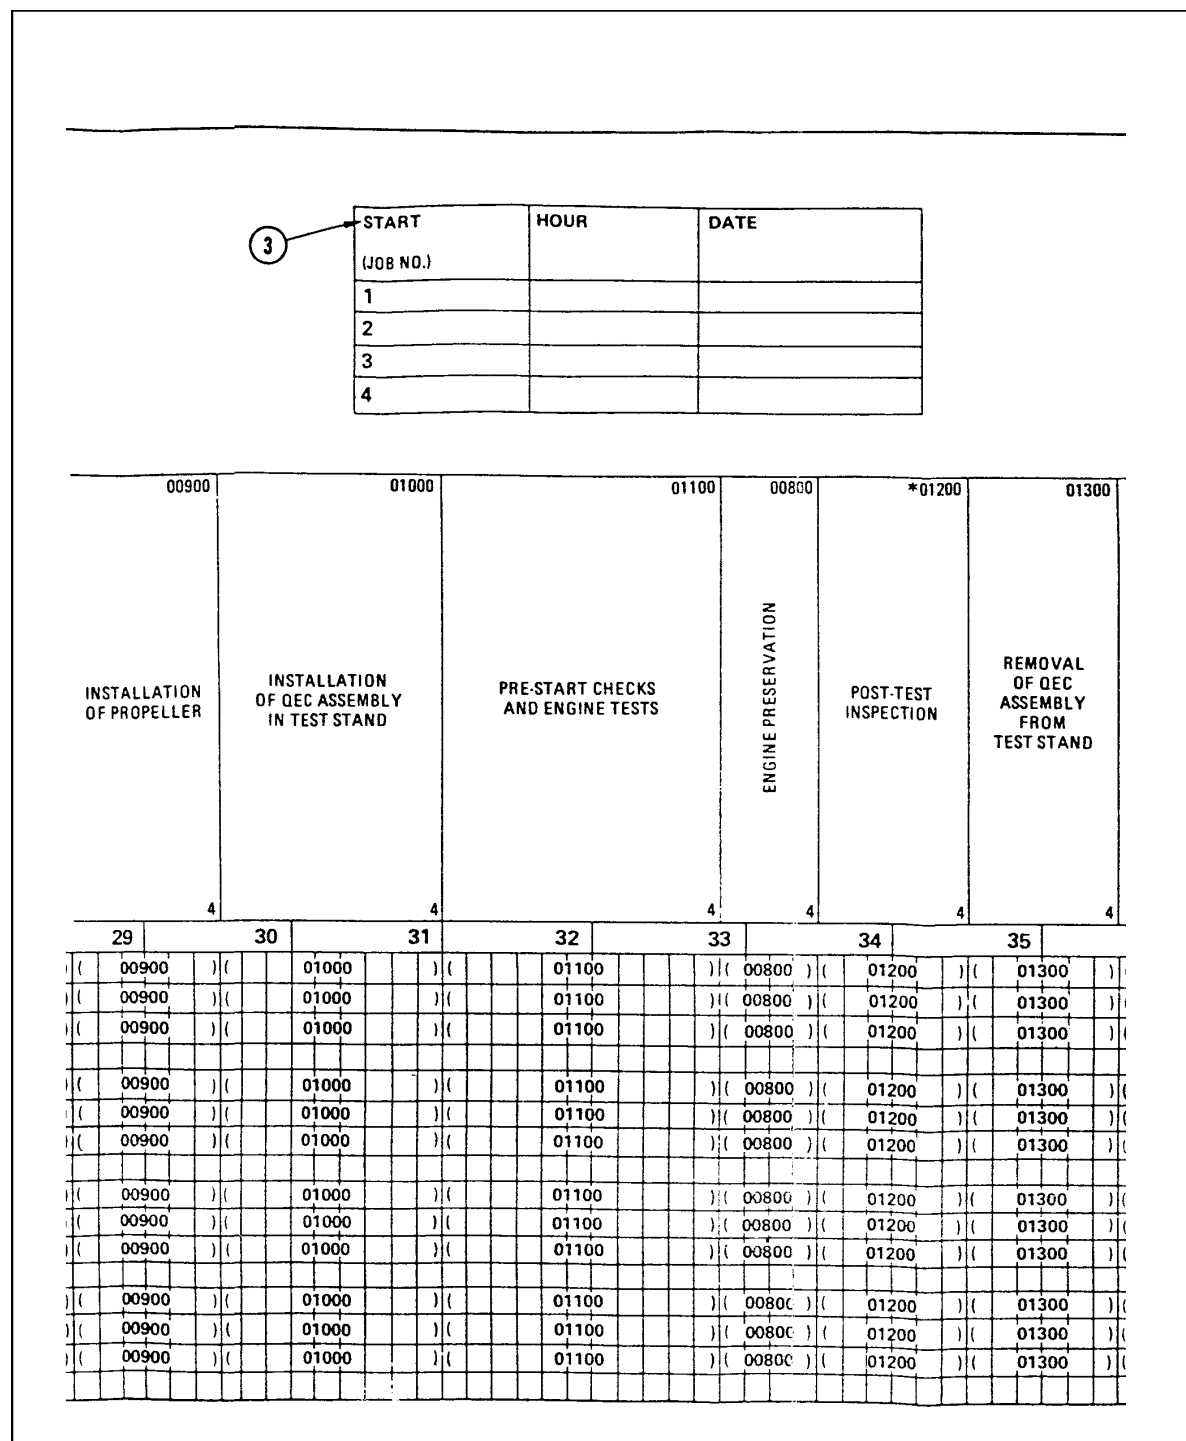 START HOUR DATE
3
(JOB NO.)
1
2
3
4
00900 01000 01100 00800 *01200 01300
INSTALLATION
OF PROPELLER
INSTALLATION
OF QEC ASSEMBLY
IN TEST STAND
PRE-START CHECKS
AND ENGINE TESTS
ENGINE PRESERVATION
POST-TEST
INSPECTION
REMOVAL
OF QEC
ASSEMBLY
FROM
TEST STAND
4 4 4 4 4 4
29 30 31 32 33 34 35
) ( 00900 ) ( 01000 ) ( 01100 ) ( 00800 ) ( 01200 ) ( 01300 ) (
) ( 00900 ) ( 01000 ) ( 01100 ) ( 00800 ) ( 01200 ) ( 01300 ) (
) ( 00900 ) ( 01000 ) ( 01100 ) ( 00800 ) ( 01200 ) ( 01300 ) (
) ( 00900 ) ( 01000 ) ( 01100 ) ( 00800 ) ( 01200 ) ( 01300 ) (
) ( 00900 ) ( 01000 ) ( 01100 ) ( 00800 ) ( 01200 ) ( 01300 ) (
) ( 00900 ) ( 01000 ) ( 01100 ) ( 00800 ) ( 01200 ) ( 01300 ) (
) ( 00900 ) ( 01000 ) ( 01100 ) ( 00800 ) ( 01200 ) ( 01300 ) (
) ( 00900 ) ( 01000 ) ( 01100 ) ( 00800 ) ( 01200 ) ( 01300 ) (
) ( 00900 ) ( 01000 ) ( 01100 ) ( 00800 ) ( 01200 ) ( 01300 ) (
) ( 00900 ) ( 01000 ) ( 01100 ) ( 00800 ) ( 01200 ) ( 01300 ) (
) ( 00900 ) ( 01000 ) ( 01100 ) ( 00800 ) ( 01200 ) ( 01300 ) (
) ( 00900 ) ( 01000 ) ( 01100 ) ( 00800 ) ( 01200 ) ( 01300 ) (